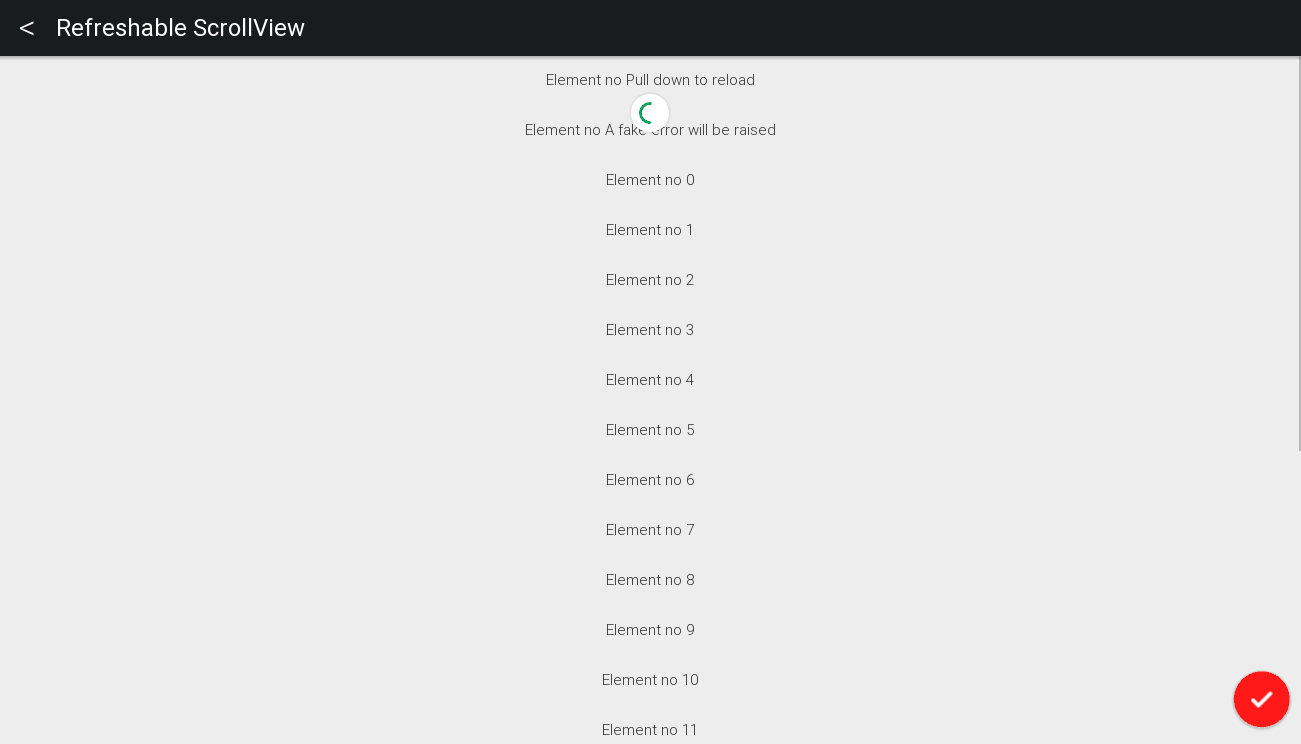 < Refreshable ScrollView
Element no Pull down to reload
Element no A fake error will be raised
Element no 0
Element no 1
Element no 2
Element no 3
Element no 4
Element no 5
Element no 6
Element no 7
Element no 8
Element no 9
Element no 10
Element no 11